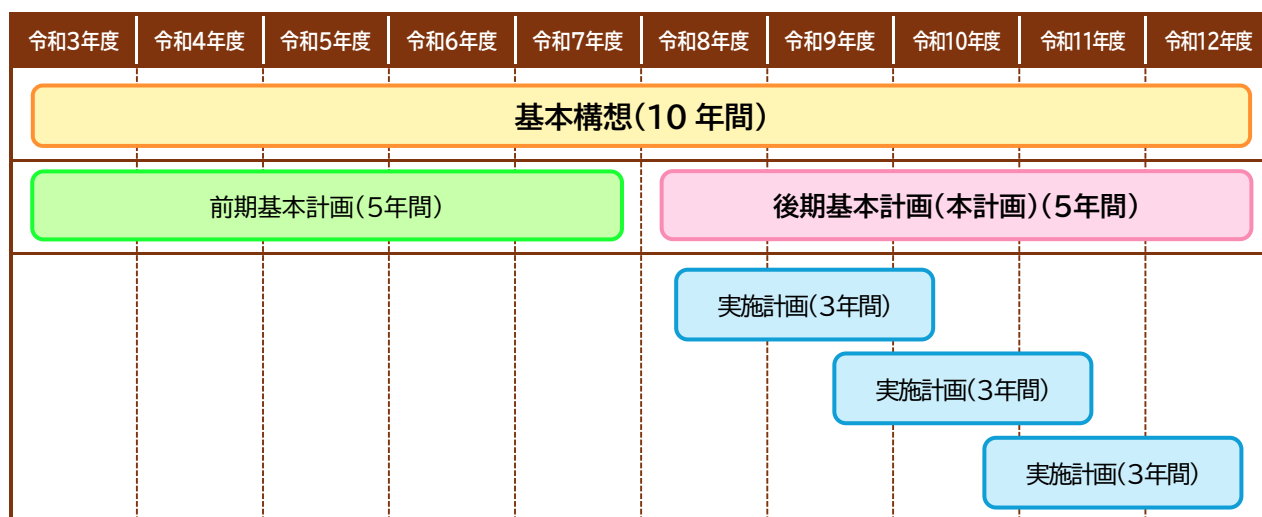 令和3年度 令和4年度 令和5年度 令和6年度 令和7年度 令和8年度 令和9年度 令和10年度 令和11年度 令和12年度
基本構想(10 年間)
前期基本計画(5年間) 後期基本計画(本計画)(5年間)
実施計画(3年間)
実施計画(3年間)
実施計画(3年間)